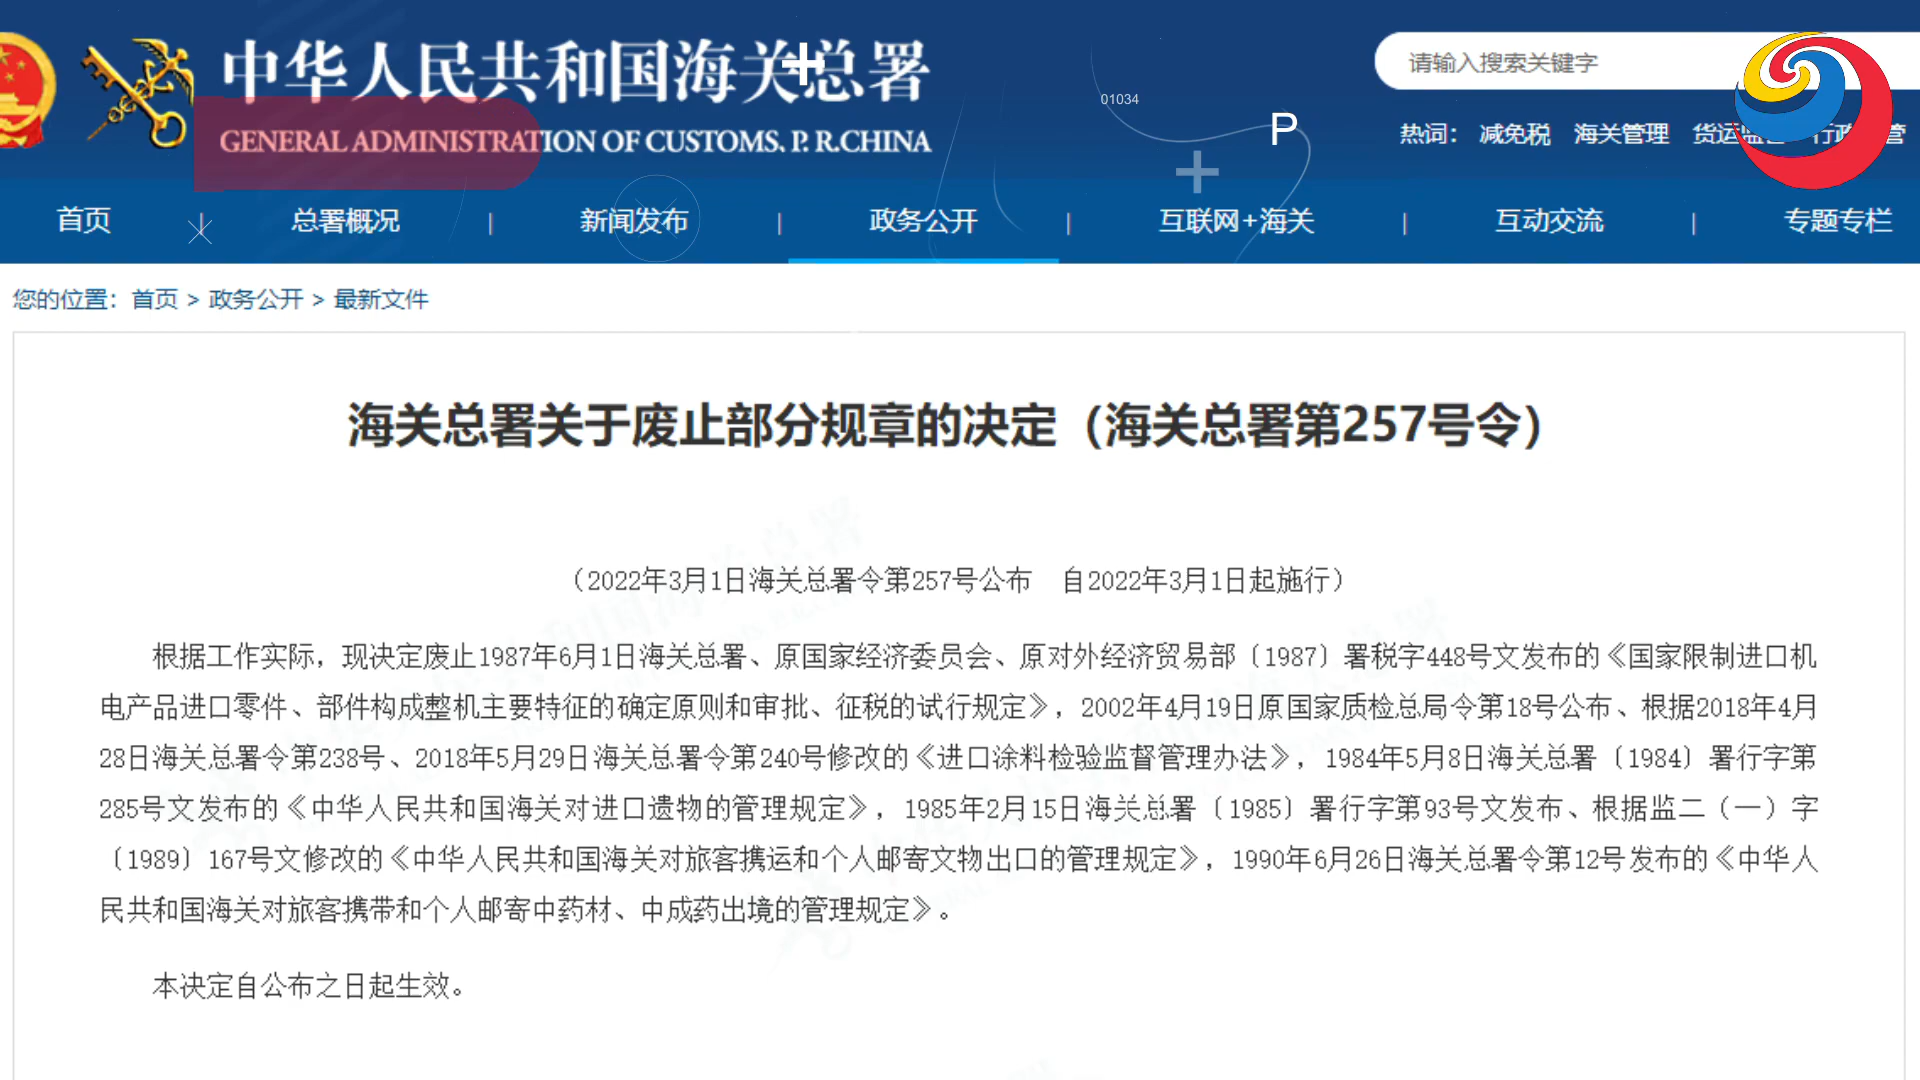 中华人民共和国海关总署
GENERAL ADMINISTRATION OF CUSTOMS. P. R.CHINA
请输入搜索关键字
01034
P
热词： 减免税 海关管理 货运监管 行政 管
首页 | 总署概况 | 新闻发布 | 政务公开 | 互联网+海关 | 互动交流 | 专题专栏
您的位置：首页 > 政务公开 > 最新文件
海关总署关于废止部分规章的决定（海关总署第257号令）
（2022年3月1日海关总署令第257号公布 自2022年3月1日起施行）
根据工作实际，现决定废止1987年6月1日海关总署、原国家经济委员会、原对外经济贸易部〔1987〕署税字448号文发布的《国家限制进口机
电产品进口零件、部件构成整机主要特征的确定原则和审批、征税的试行规定》，2002年4月19日原国家质检总局令第18号公布、根据2018年4月
28日海关总署令第238号、2018年5月29日海关总署令第240号修改的《进口涂料检验监督管理办法》，1984年5月8日海关总署〔1984〕署行字第
285号文发布的《中华人民共和国海关对进口遗物的管理规定》，1985年2月15日海关总署〔1985〕署行字第93号文发布、根据监二（一）字
〔1989〕167号文修改的《中华人民共和国海关对旅客携运和个人邮寄文物出口的管理规定》，1990年6月26日海关总署令第12号发布的《中华人
民共和国海关对旅客携带和个人邮寄中药材、中成药出境的管理规定》。
本决定自公布之日起生效。